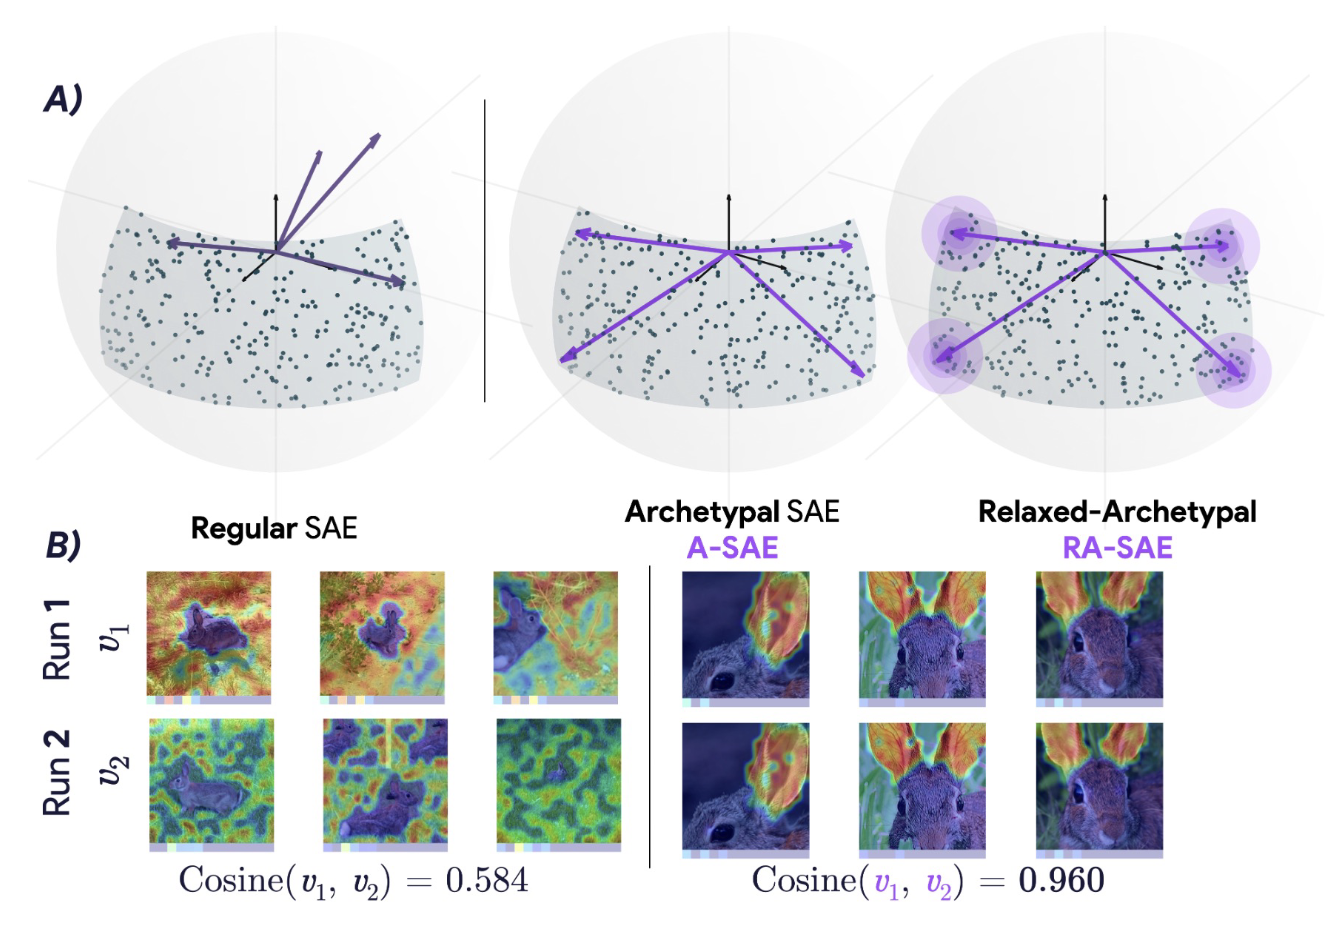 A)
Regular SAE
Archetypal SAE
A-SAE
Relaxed-Archetypal
RA-SAE
B)
Run 1
v₁
Run 2
v₂
Cosine(v₁, v₂) = 0.584
Cosine(v₁, v₂) = 0.960